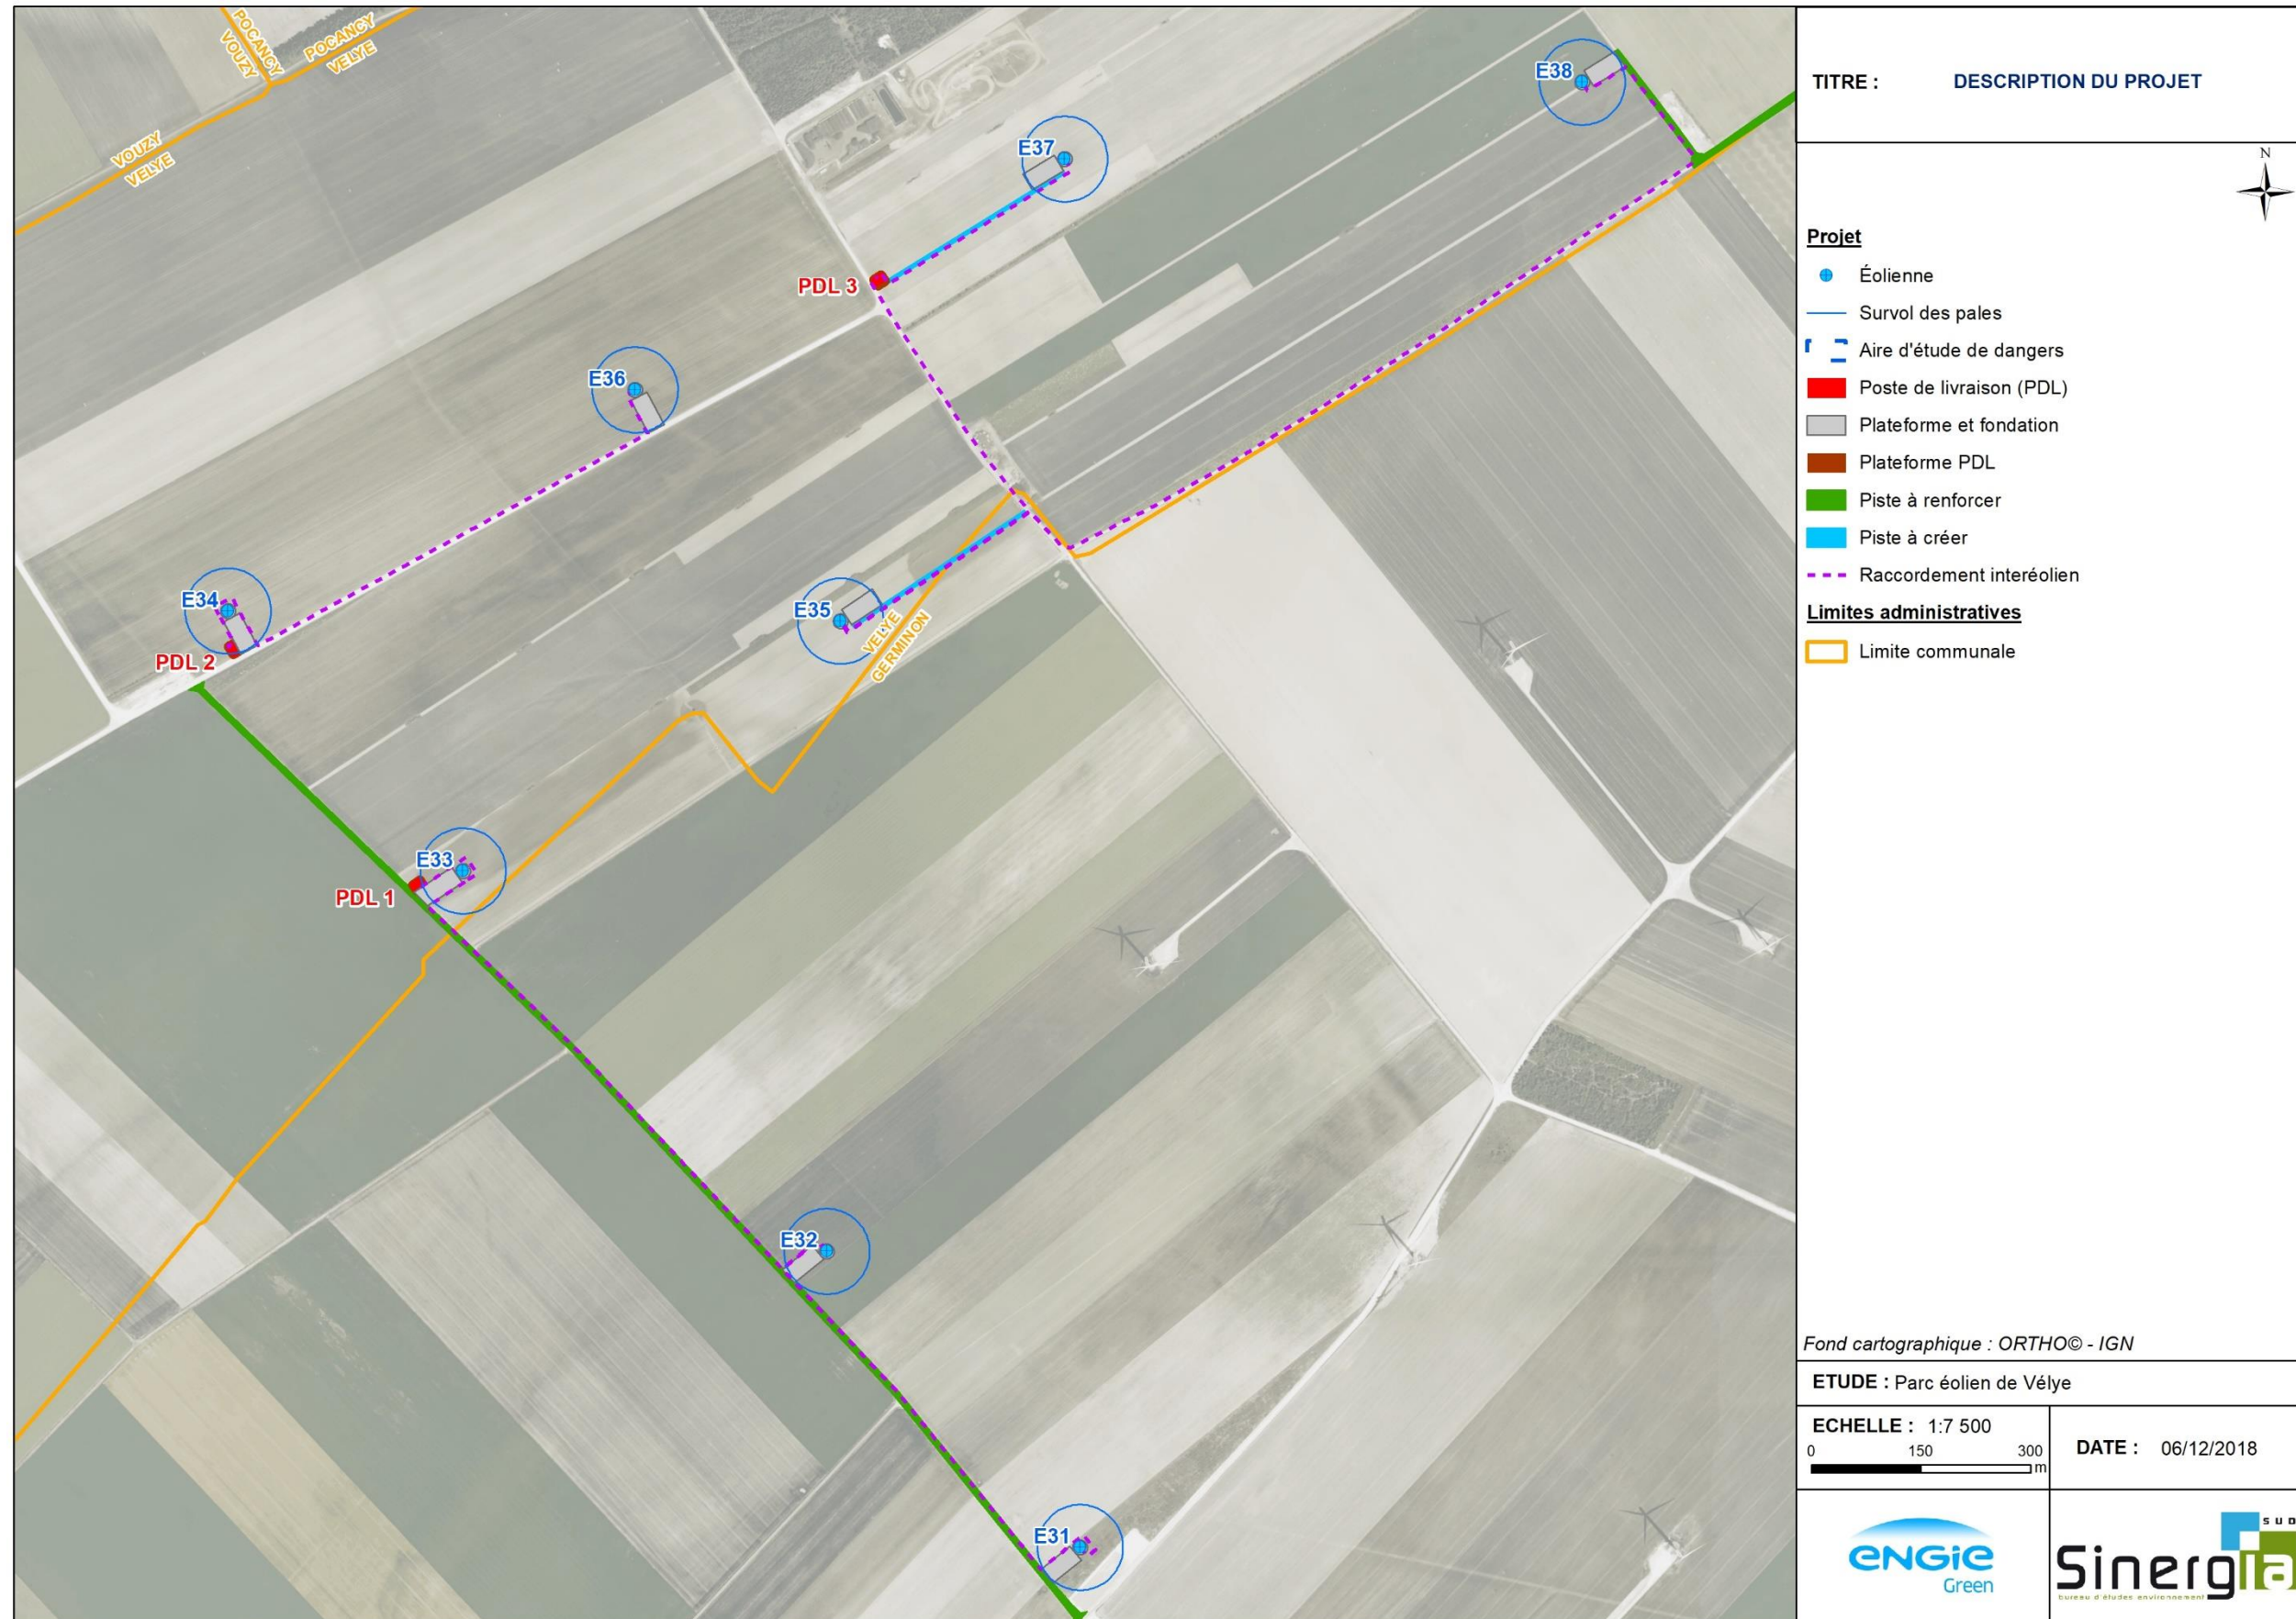 POCANCY
VOUZY
POCANCY
VELYE
VOUZY
VELYE
E38
E37
PDL 3
E36
E34
PDL 2
E35
VELYE
GERMINON
E33
PDL 1
E32
E31
TITRE : DESCRIPTION DU PROJET
N
Projet
Éolienne
Survol des pales
Aire d'étude de dangers
Poste de livraison (PDL)
Plateforme et fondation
Plateforme PDL
Piste à renforcer
Piste à créer
Raccordement interéolien
Limites administratives
Limite communale
Fond cartographique : ORTHO© - IGN
ETUDE : Parc éolien de Vélye
ECHELLE : 1:7 500
0 150 300
m
DATE : 06/12/2018
ENGIE
Green
SUD
Sinergia
bureau d'études environnement